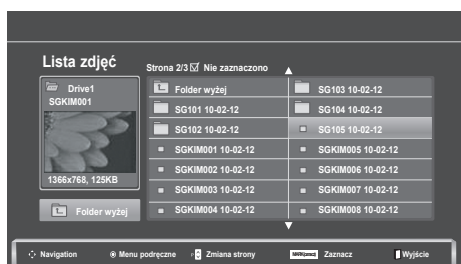 Lista zdjęć
Strona 2/3 Nie zaznaczono
Drive1
SGKIM001
1366x768, 125KB
Folder wyżej
Folder wyżej
SG101 10-02-12
SG102 10-02-12
SGKIM001 10-02-12
SGKIM002 10-02-12
SGKIM003 10-02-12
SGKIM004 10-02-12
SG103 10-02-12
SG104 10-02-12
SG105 10-02-12
SGKIM005 10-02-12
SGKIM006 10-02-12
SGKIM007 10-02-12
SGKIM008 10-02-12
Navigation Menu podręczne P Zmiana strony Zaznacz Wyjście